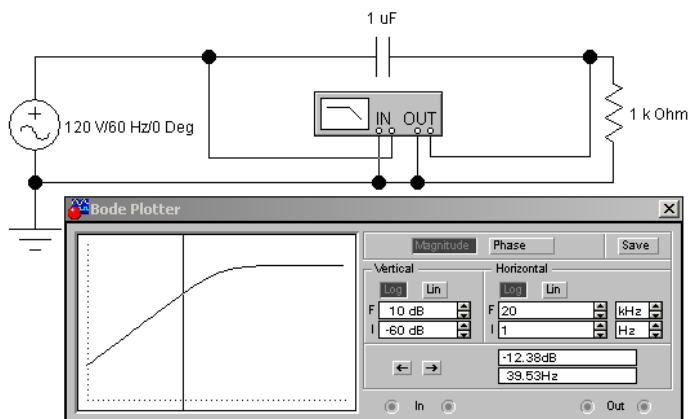 1 uF
120 V/60 Hz/0 Deg
IN OUT
1 k Ohm
Bode Plotter
Magnitude Phase Save
Vertical Horizontal
Log Lin Log Lin
F 10 dB F 20 kHz
I -60 dB I 1 Hz
-12.38dB
39.53Hz
In Out